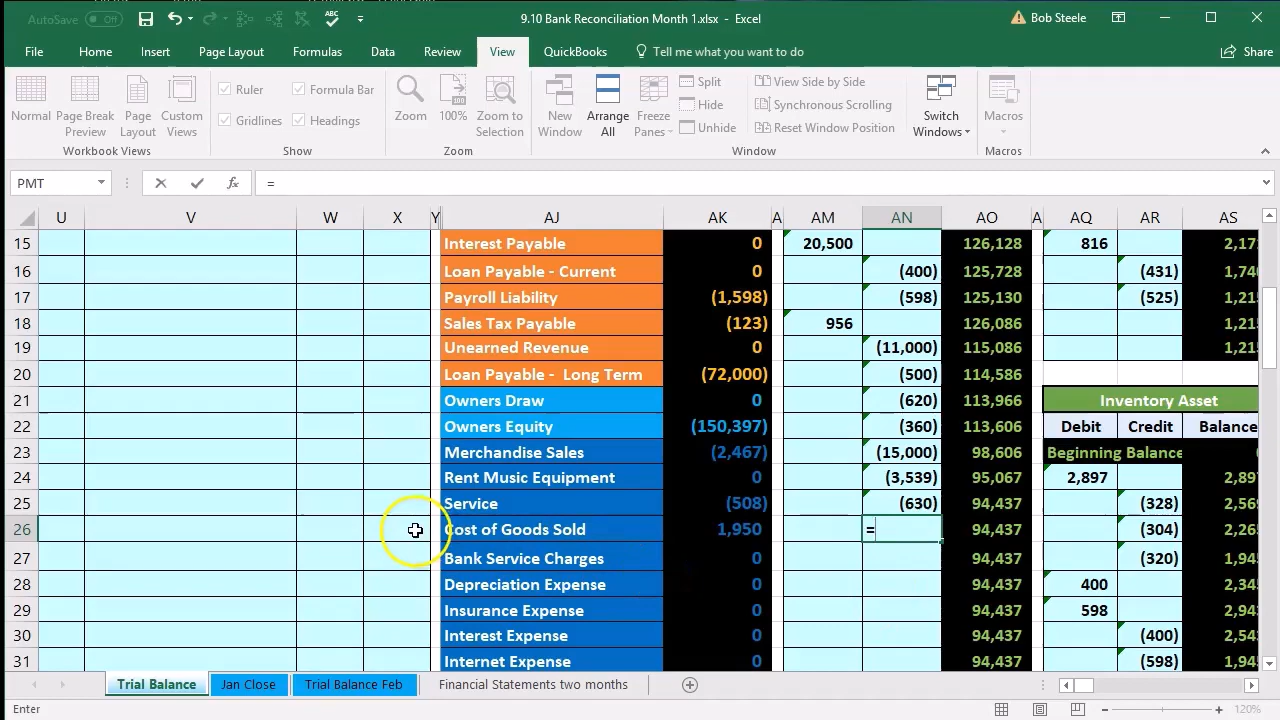 AutoSave Off 9.10 Bank Reconciliation Month 1.xlsx - Excel Bob Steele
File Home Insert Page Layout Formulas Data Review View QuickBooks Tell me what you want to do Share
Normal Page Break Preview Page Layout Custom Views
Workbook Views
Ruler Formula Bar
Gridlines Headings
Show
Zoom 100% Zoom to Selection
Zoom
New Window Arrange All Freeze Panes
Split View Side by Side
Hide Synchronous Scrolling
Unhide Reset Window Position
Switch Windows
Window
Macros
Macros
PMT fx =
U V W X Y AJ AK A AM AN AO A AQ AR AS
15 Interest Payable 0 20,500 126,128 816
16 Loan Payable - Current 0 (400) 125,728 (431)
17 Payroll Liability (1,598) (598) 125,130 (525)
18 Sales Tax Payable (123) 956 126,086
19 Unearned Revenue 0 (11,000) 115,086
20 Loan Payable - Long Term (72,000) (500) 114,586
21 Owners Draw 0 (620) 113,966 Inventory Asset
22 Owners Equity (150,397) (360) 113,606 Debit Credit Balance
23 Merchandise Sales (2,467) (15,000) 98,606 Beginning Balance
24 Rent Music Equipment 0 (3,539) 95,067 2,897
25 Service (508) (630) 94,437 (328)
26 Cost of Goods Sold 1,950 = 94,437 (304)
27 Bank Service Charges 0 94,437 (320)
28 Depreciation Expense 0 94,437 400
29 Insurance Expense 0 94,437 598
30 Interest Expense 0 94,437 (400)
31 Internet Expense 0 94,437 (598)
Trial Balance Jan Close Trial Balance Feb Financial Statements two months
Enter 120%